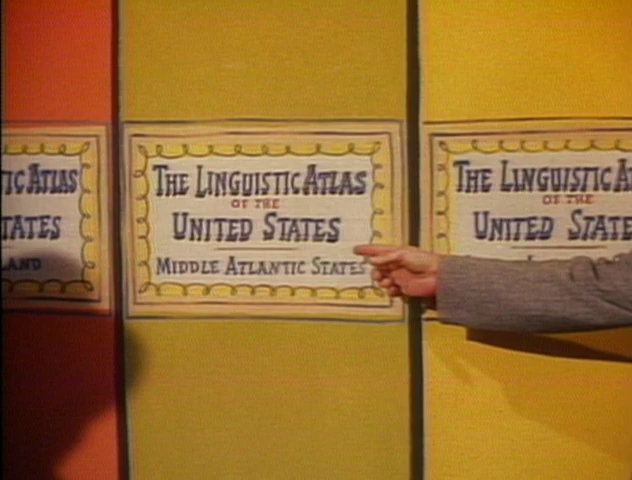 TIC ATLAS
TATES
LAND
THE LINGUISTIC ATLAS
OF THE
UNITED STATES
MIDDLE ATLANTIC STATES
THE LINGUISTIC AT
OF THE
UNITED STATE